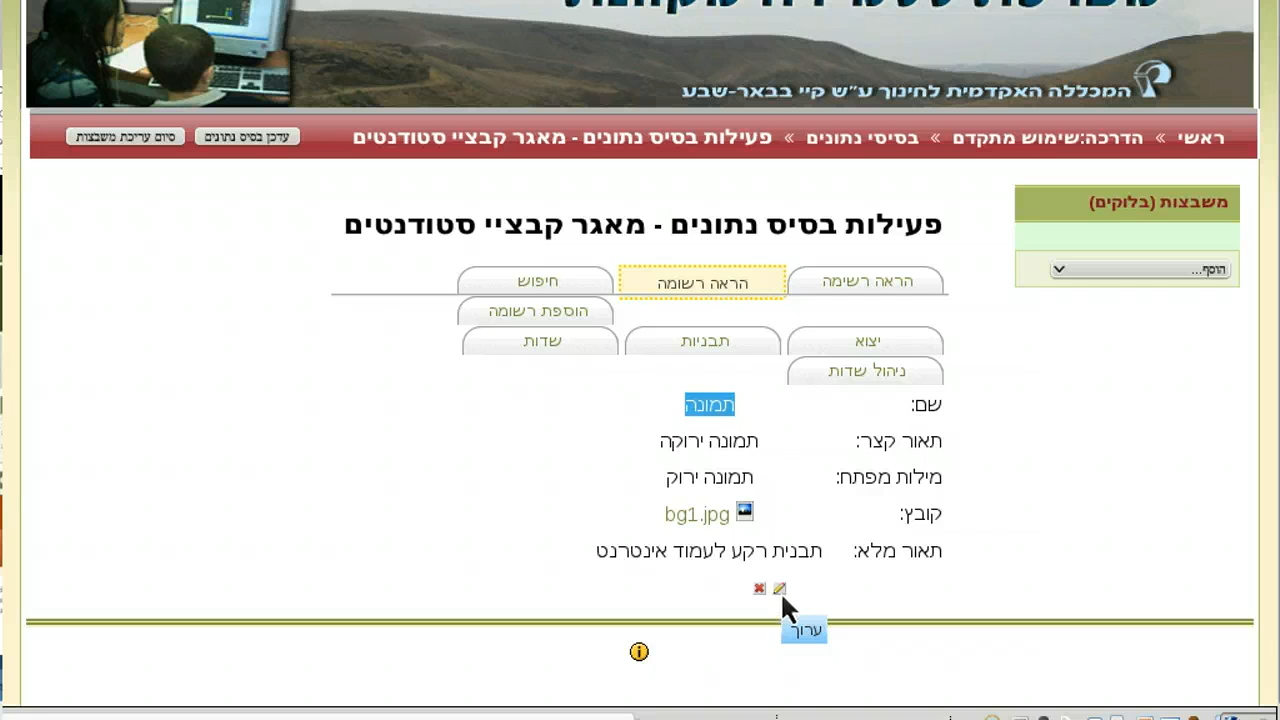 המכללה האקדמית לחינוך ע"ש קיי בבאר-שבע
ראשי » הדרכה:שימוש מתקדם » בסיסי נתונים » פעילות בסיס נתונים - מאגר קבציי סטודנטים
עדכן בסיס נתונים
סיום עריכת משבצות
משבצות (בלוקים)
הוסף...
פעילות בסיס נתונים - מאגר קבציי סטודנטים
הראה רשימה
הראה רשומה
חיפוש
הוספת רשומה
יצוא
תבניות
שדות
ניהול שדות
שם: תמונה
תאור קצר: תמונה ירוקה
מילות מפתח: תמונה ירוק
קובץ: bg1.jpg
תאור מלא: תבנית רקע לעמוד אינטרנט
ערוך